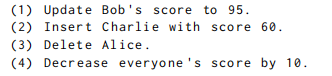 (1) Update Bob's score to 95.
(2) Insert Charlie with score 60.
(3) Delete Alice.
(4) Decrease everyone's score by 10.